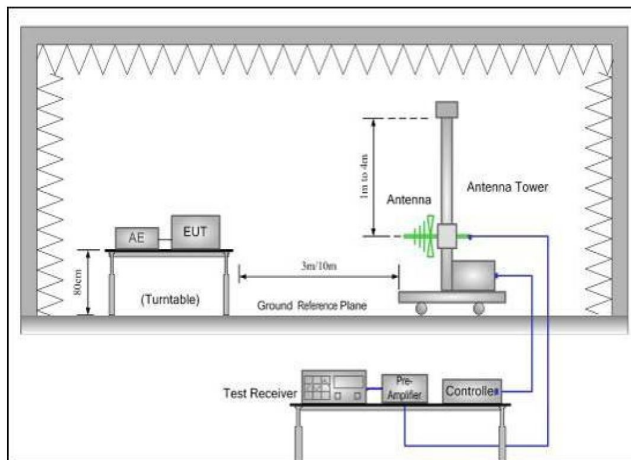 1m to 4m
Antenna
Antenna Tower
AE
EUT
80cm
(Turntable)
3m/10m
Ground Reference Plane
Test Receiver
Pre-
Amplifier
Controller